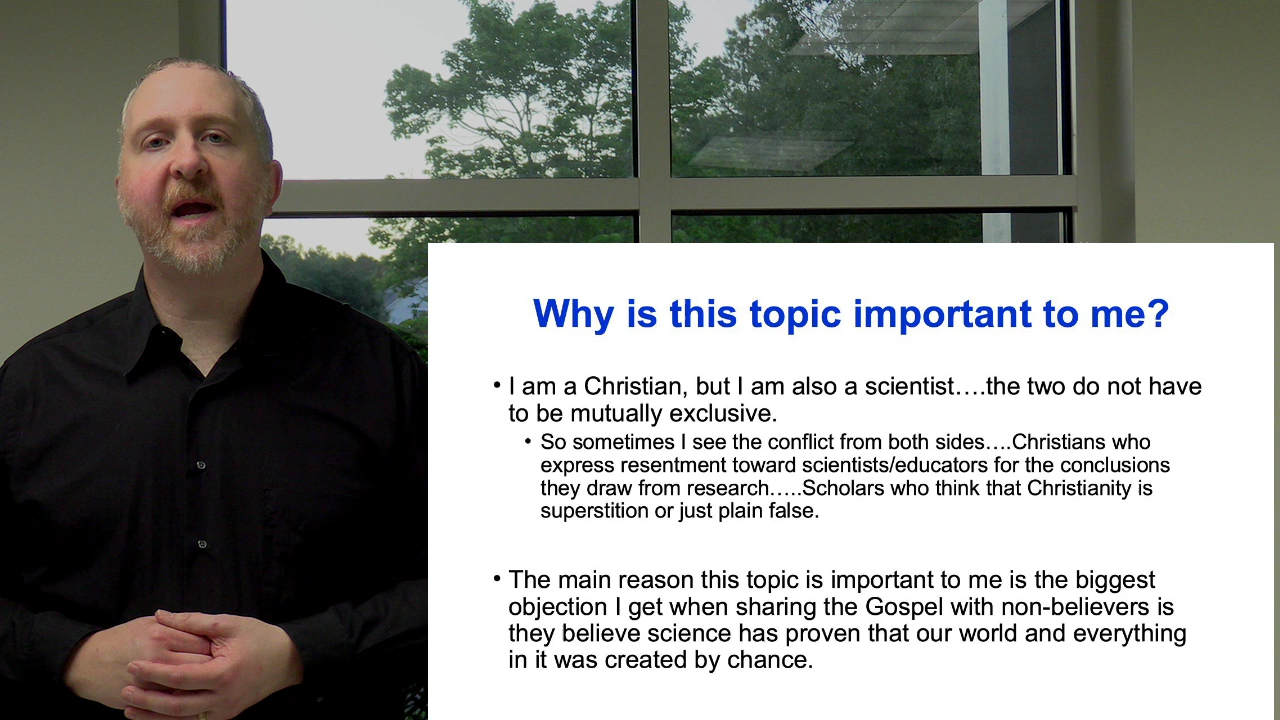 Why is this topic important to me?
• I am a Christian, but I am also a scientist….the two do not have
to be mutually exclusive.
• So sometimes I see the conflict from both sides….Christians who
express resentment toward scientists/educators for the conclusions
they draw from research…..Scholars who think that Christianity is
superstition or just plain false.
• The main reason this topic is important to me is the biggest
objection I get when sharing the Gospel with non-believers is
they believe science has proven that our world and everything
in it was created by chance.